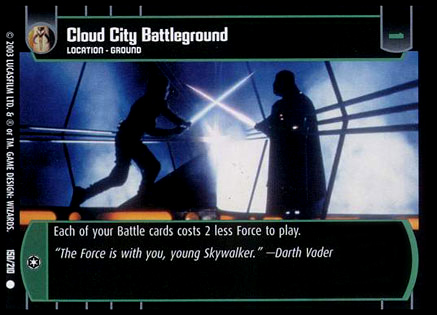 Cloud City Battleground
LOCATION - GROUND
Each of your Battle cards costs 2 less Force to play.
"The Force is with you, young Skywalker." —Darth Vader
© 2003 LUCASFILM LTD. & ® or TM. GAME DESIGN: WIZARDS.
150/210